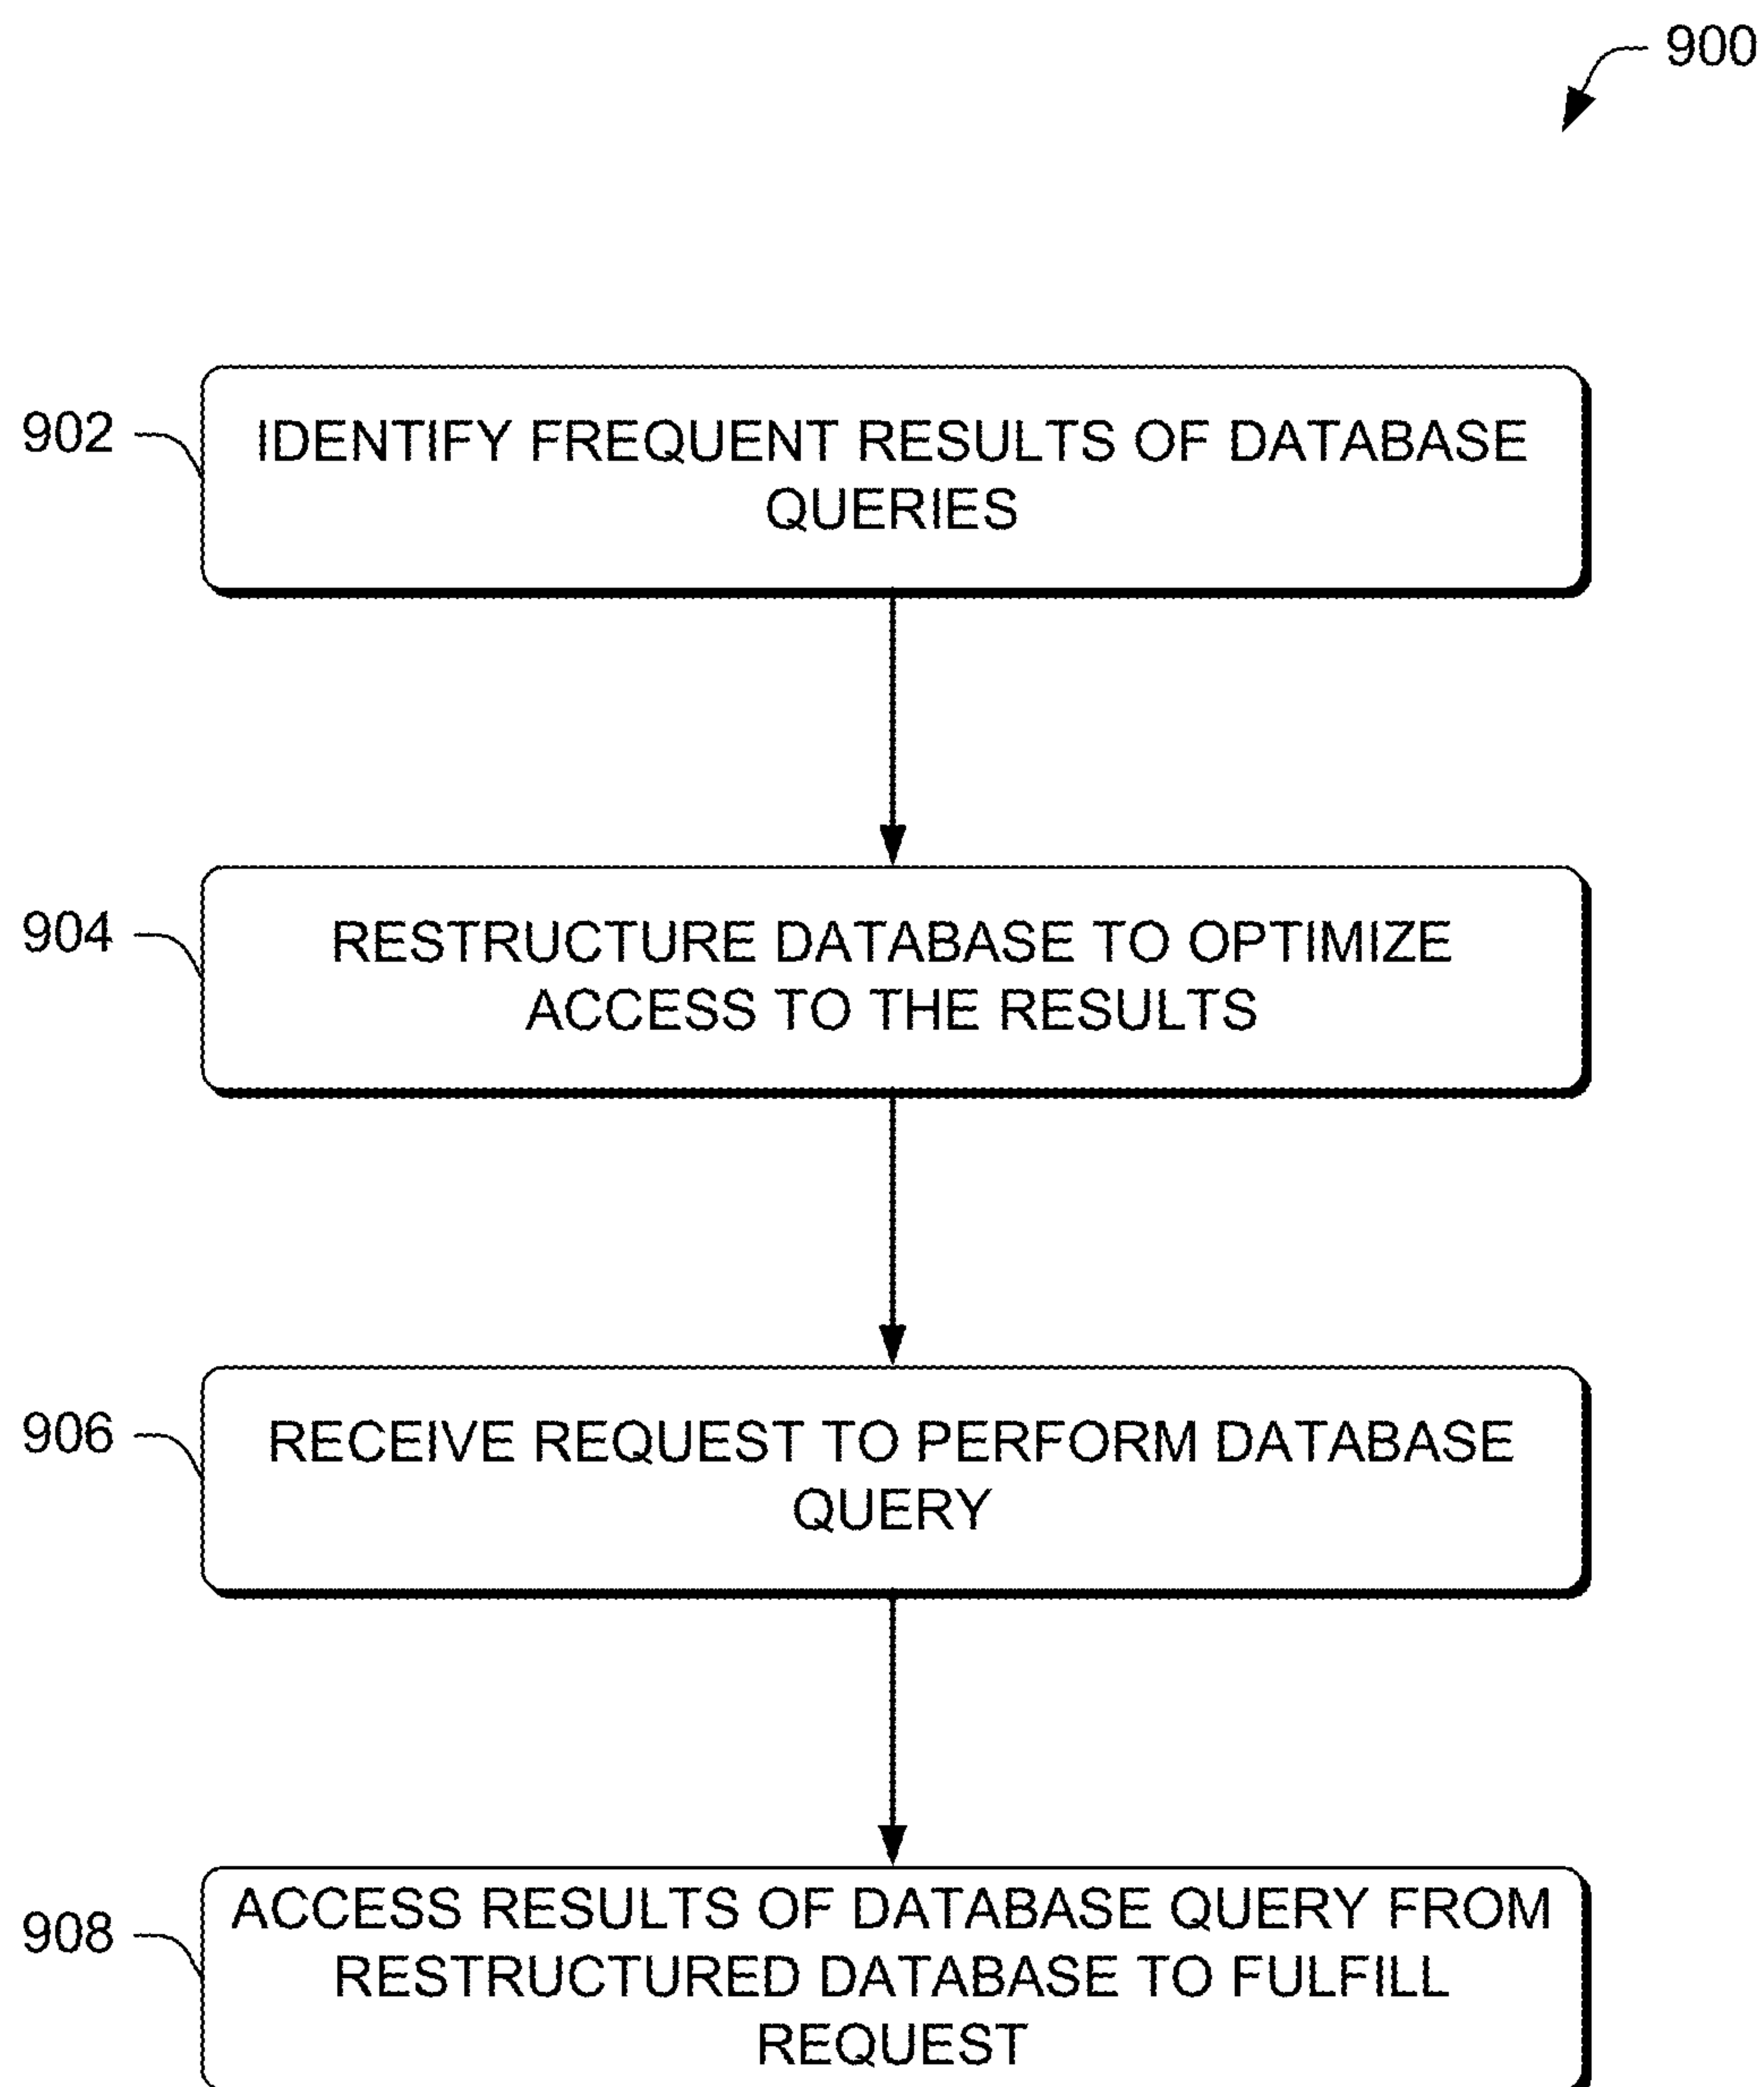 900
902
IDENTIFY FREQUENT RESULTS OF DATABASE
QUERIES
904
RESTRUCTURE DATABASE TO OPTIMIZE
ACCESS TO THE RESULTS
906
RECEIVE REQUEST TO PERFORM DATABASE
QUERY
908
ACCESS RESULTS OF DATABASE QUERY FROM
RESTRUCTURED DATABASE TO FULFILL
REQUEST